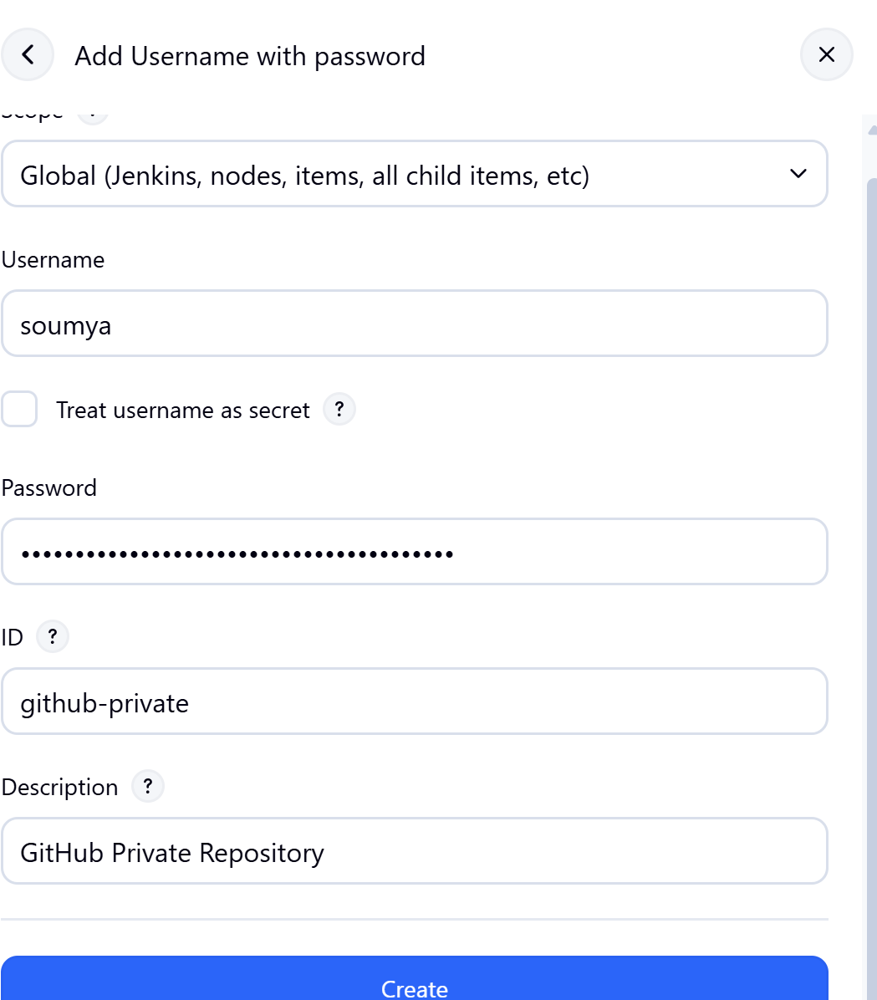 Add Username with password
Scope ?
Global (Jenkins, nodes, items, all child items, etc)
Username
soumya
Treat username as secret ?
Password
••••••••••••••••••••••••••••••••••••••••
ID ?
github-private
Description ?
GitHub Private Repository
Create